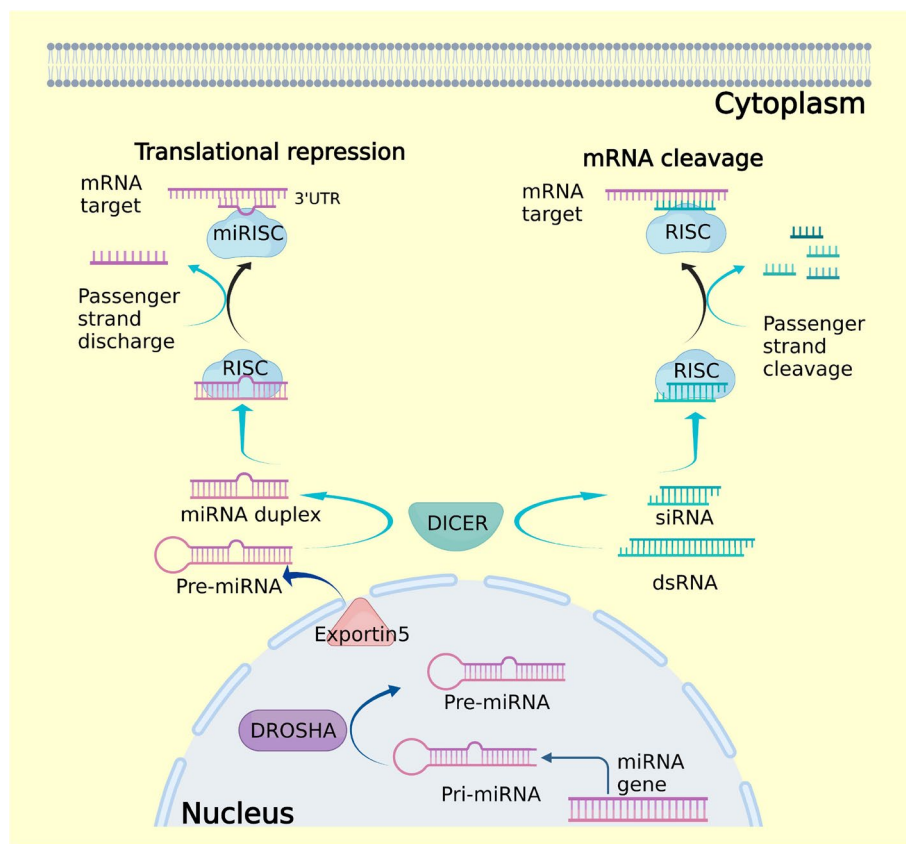 Cytoplasm
Translational repression
mRNA
target
3'UTR
miRISC
Passenger
strand
discharge
RISC
miRNA duplex
Pre-miRNA
mRNA cleavage
mRNA
target
RISC
Passenger
strand
cleavage
RISC
siRNA
dsRNA
DICER
Exportin5
Pre-miRNA
DROSHA
Pri-miRNA
miRNA
gene
Nucleus